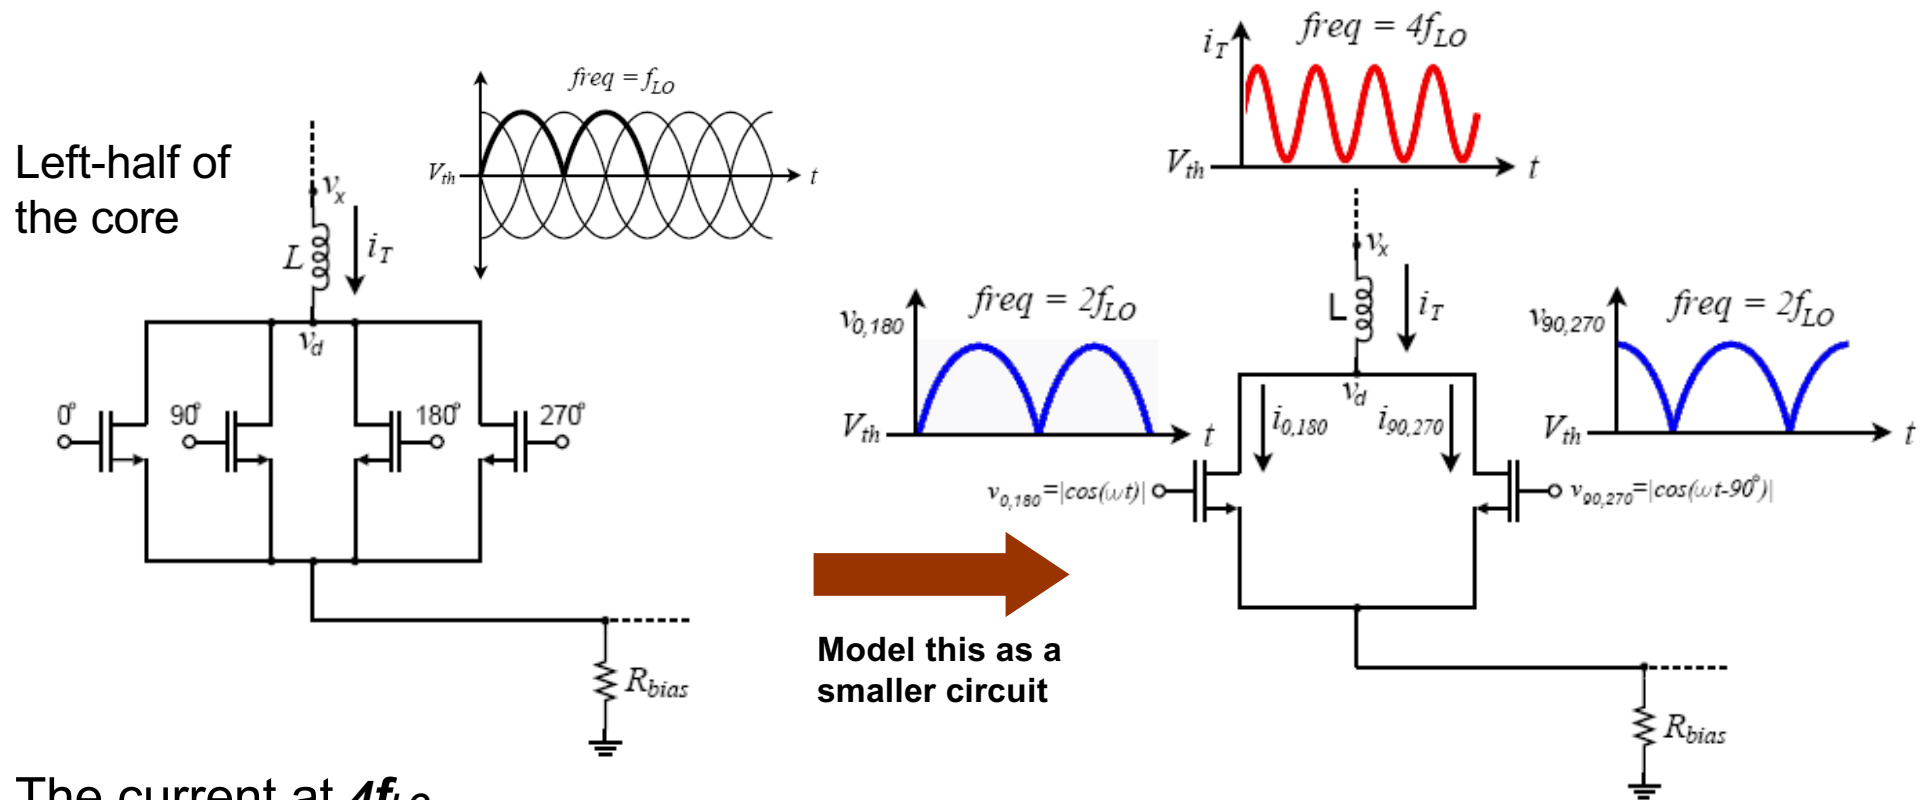 Left-half of
the core
freq = f_LO
V_th
t
v_x
L
i_T
v_d
0°
90°
180°
270°
R_bias
Model this as a
smaller circuit
i_T
freq = 4f_LO
V_th
t
v_x
L
i_T
v_d
v_0,180
freq = 2f_LO
V_th
t
i_0,180
i_90,270
v_90,270
freq = 2f_LO
V_th
t
v_0,180=|cos(ωt)|
v_90,270=|cos(ωt-90°)|
R_bias
The current at 4f_LO